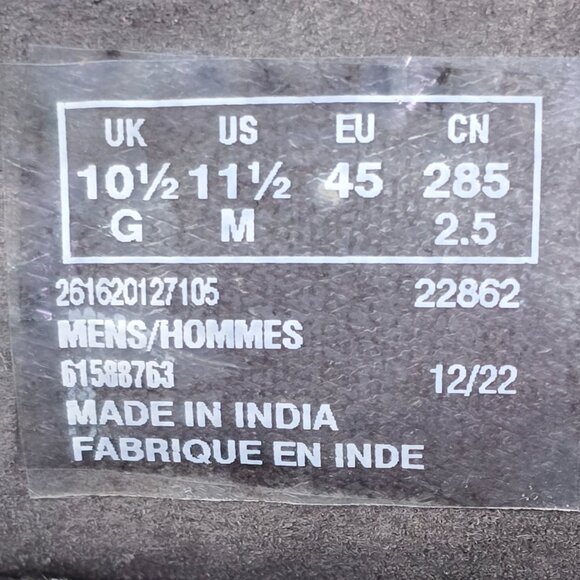 UK US EU CN
10½ 11½ 45 285
G M 2.5
261620127105 22862
MENS/HOMMES
61588763 12/22
MADE IN INDIA
FABRIQUE EN INDE